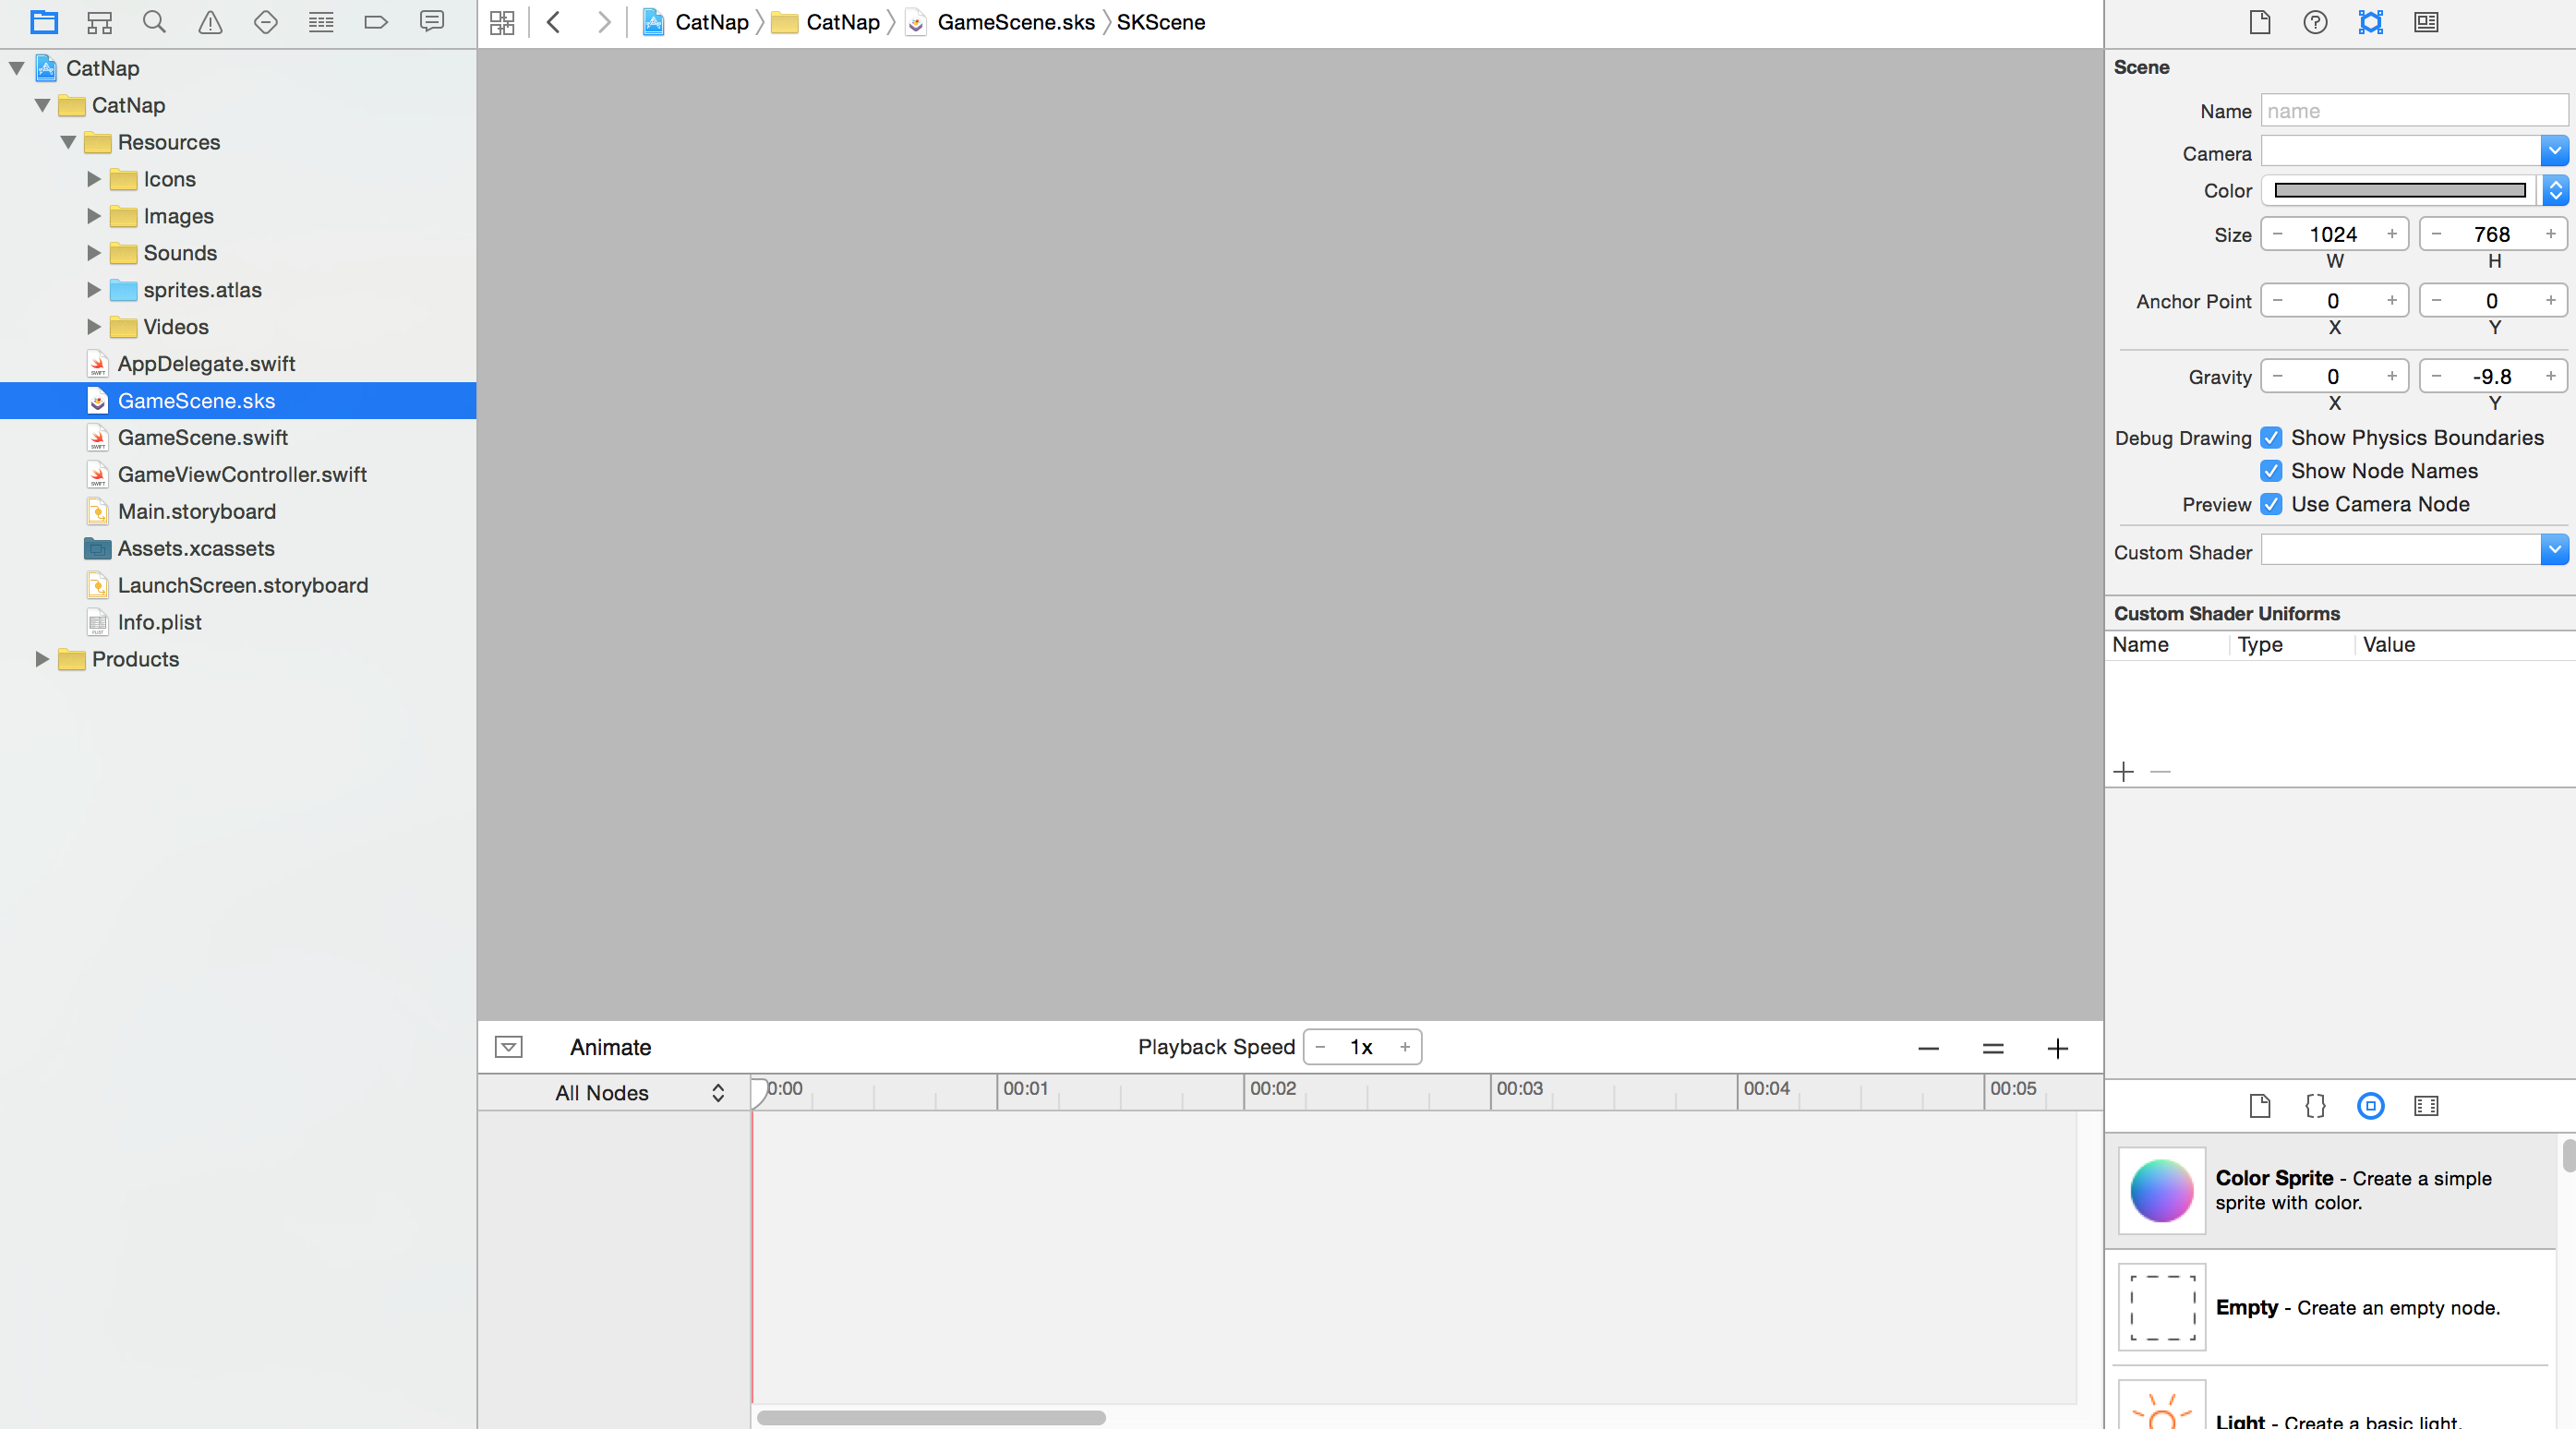 CatNap
CatNap
Resources
Icons
Images
Sounds
sprites.atlas
Videos
AppDelegate.swift
GameScene.sks
GameScene.swift
GameViewController.swift
Main.storyboard
Assets.xcassets
LaunchScreen.storyboard
Info.plist
Products
CatNap CatNap GameScene.sks SKScene
Animate Playback Speed − 1x +
All Nodes 0:00 00:01 00:02 00:03 00:04 00:05
Scene
Name name
Camera
Color
Size − 1024 + − 768 +
W H
Anchor Point − 0 + − 0 +
X Y
Gravity − 0 + − -9.8 +
X Y
Debug Drawing Show Physics Boundaries
Show Node Names
Preview Use Camera Node
Custom Shader
Custom Shader Uniforms
Name Type Value
Color Sprite - Create a simple
sprite with color.
Empty - Create an empty node.
Light - Create a basic light.